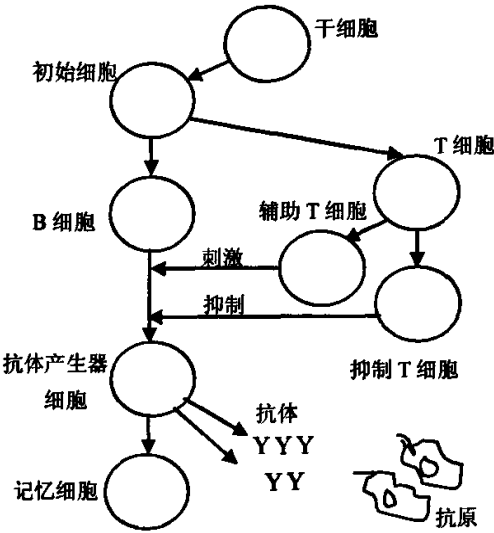 干细胞
初始细胞
T细胞
B细胞
辅助T细胞
刺激
抑制
抗体产生器
细胞
抑制T细胞
抗体
YYY
YY
记忆细胞
抗原